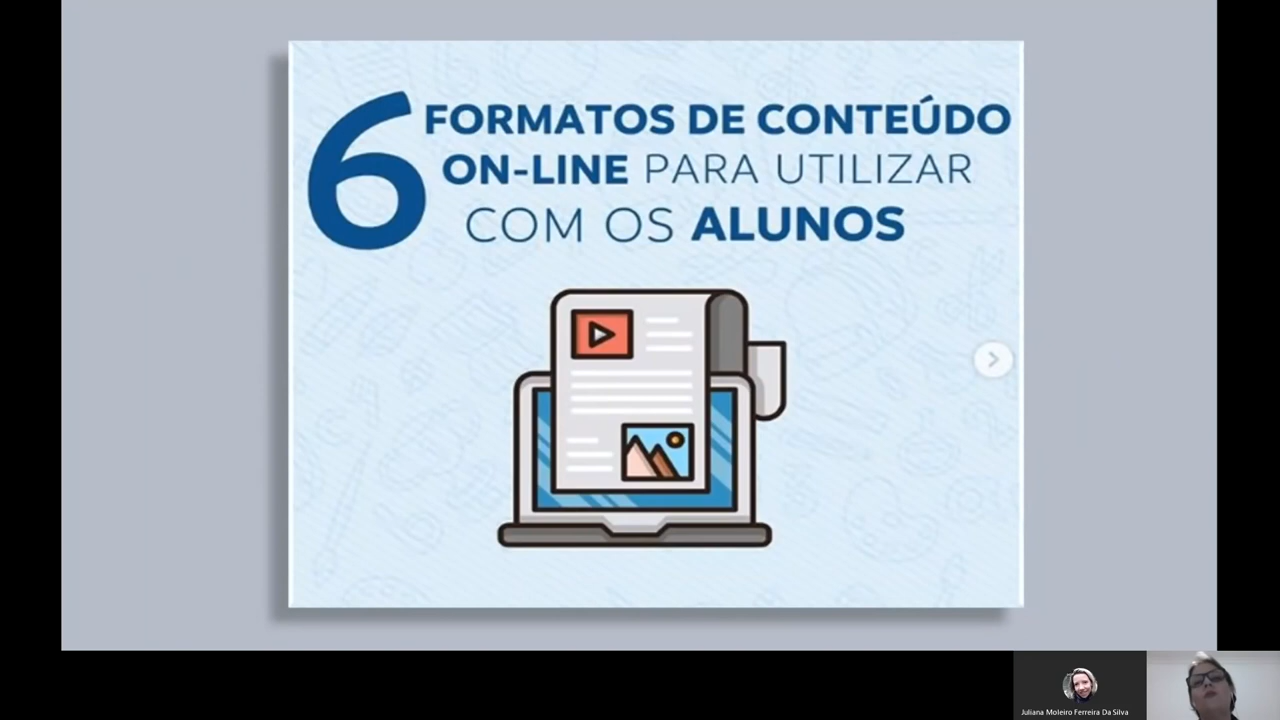 6 FORMATOS DE CONTEÚDO
ON-LINE PARA UTILIZAR
COM OS ALUNOS
Juliana Moleiro Ferreira Da Silva